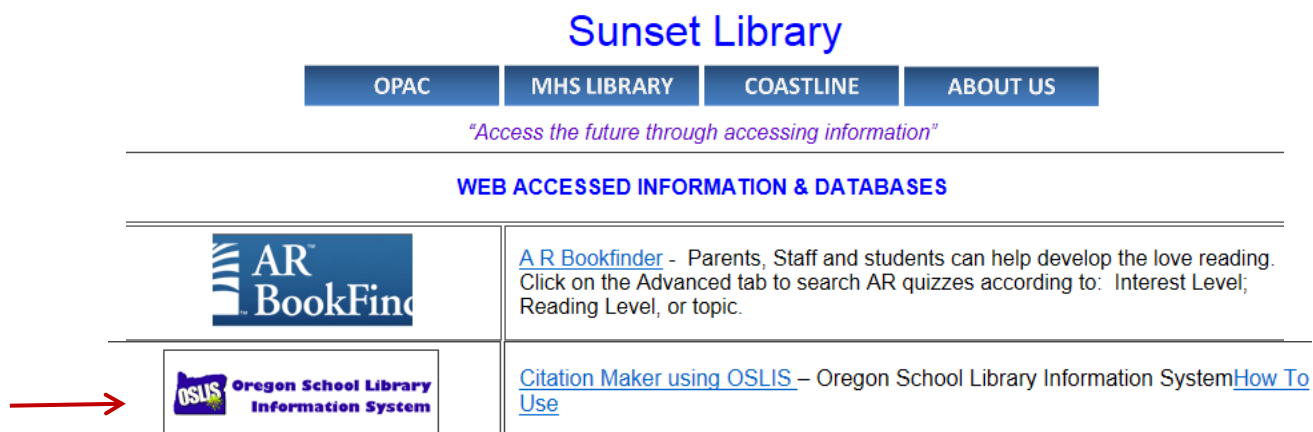 Sunset Library
OPAC
MHS LIBRARY
COASTLINE
ABOUT US
“Access the future through accessing information”
WEB ACCESSED INFORMATION & DATABASES
AR™
BookFin
A R Bookfinder - Parents, Staff and students can help develop the love reading.
Click on the Advanced tab to search AR quizzes according to: Interest Level;
Reading Level, or topic.
OSLIS Oregon School Library
Information System
Citation Maker using OSLIS – Oregon School Library Information SystemHow To
Use